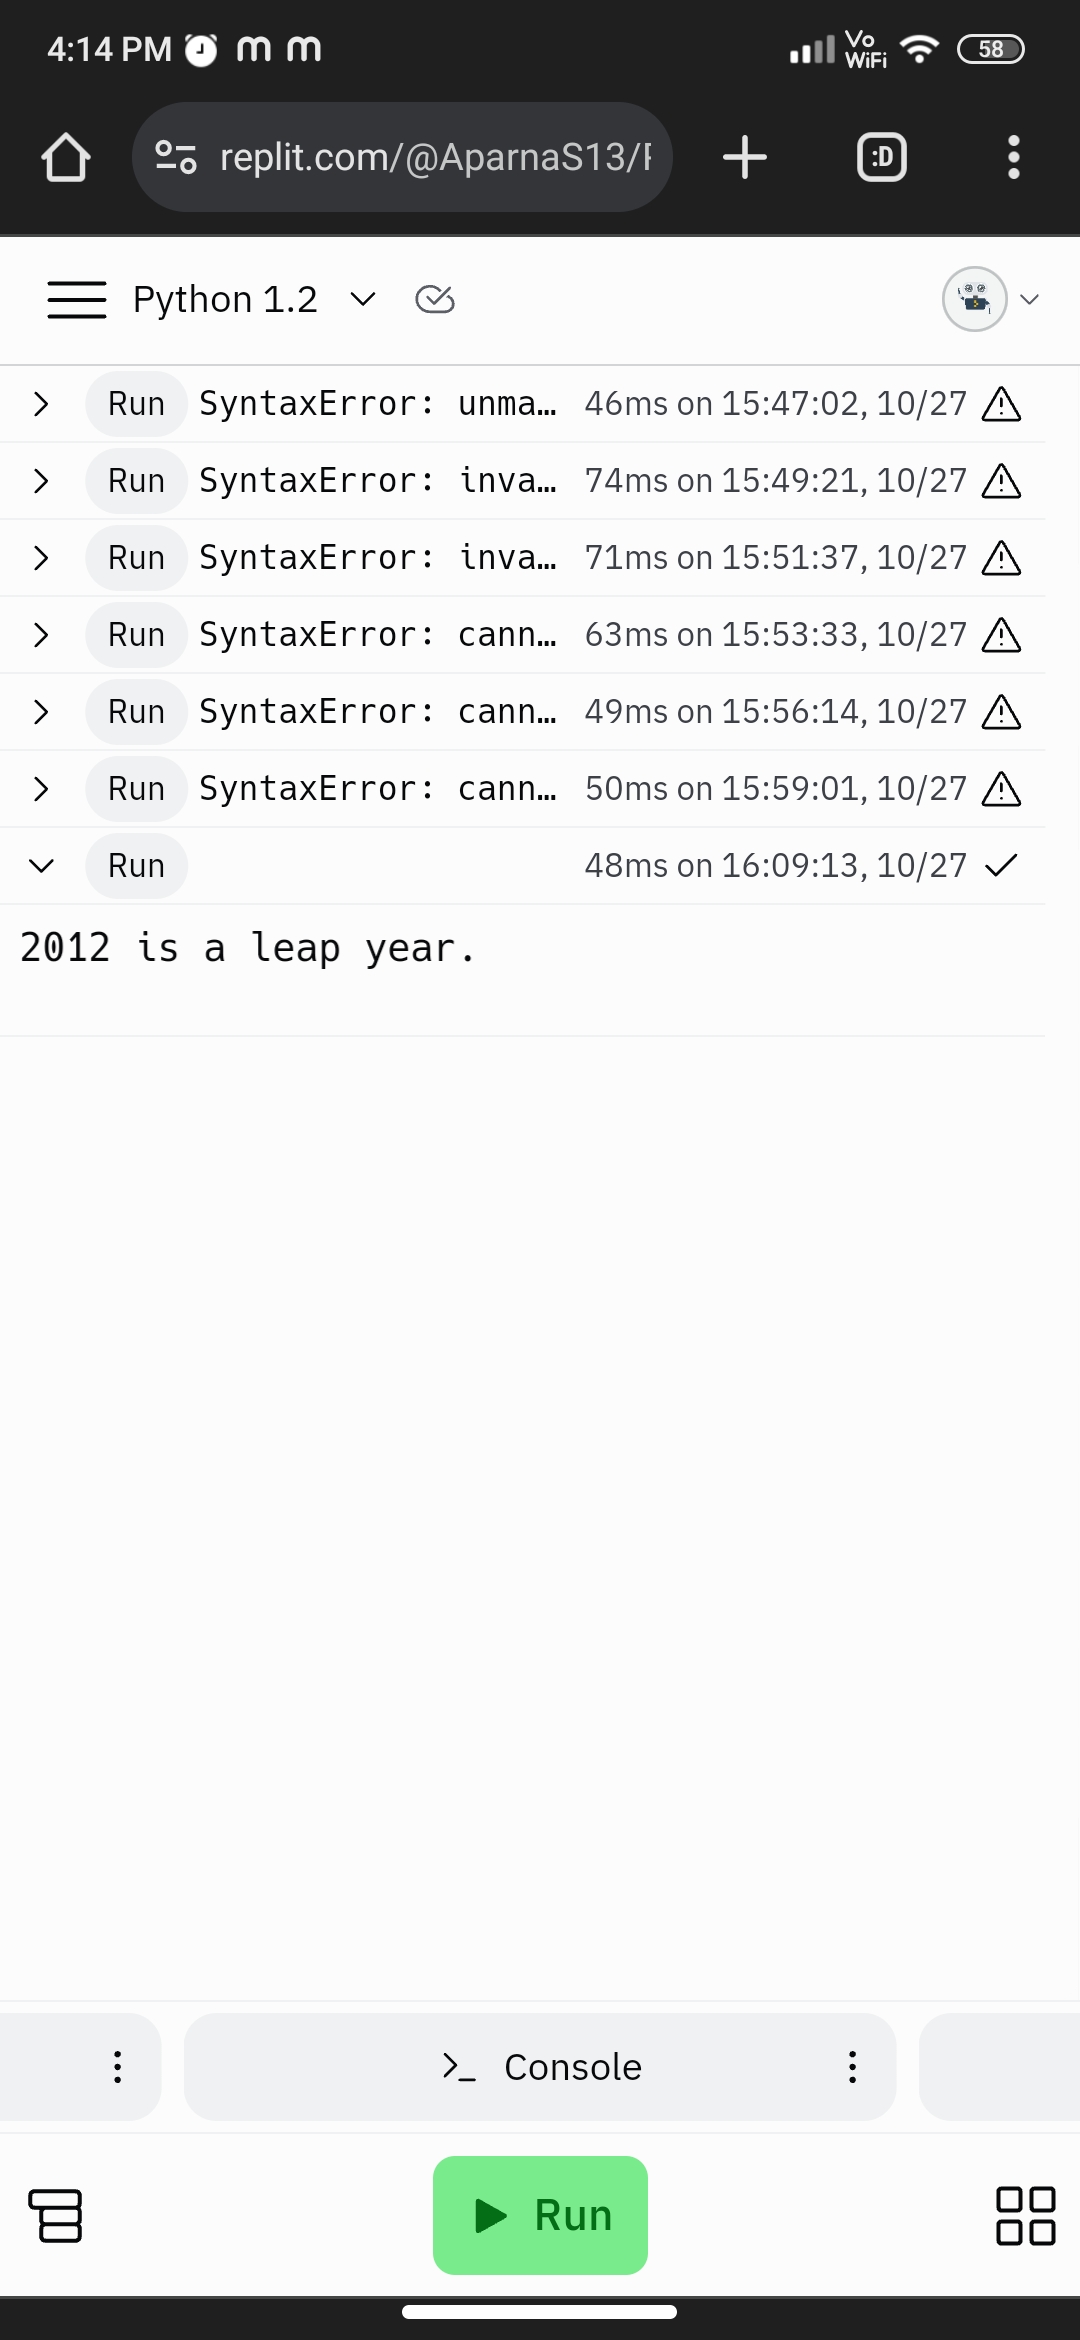 4:14 PM
Vo WiFi
58
replit.com/@AparnaS13/
:D
Python 1.2
Run SyntaxError: unma… 46ms on 15:47:02, 10/27
Run SyntaxError: inva… 74ms on 15:49:21, 10/27
Run SyntaxError: inva… 71ms on 15:51:37, 10/27
Run SyntaxError: cann… 63ms on 15:53:33, 10/27
Run SyntaxError: cann… 49ms on 15:56:14, 10/27
Run SyntaxError: cann… 50ms on 15:59:01, 10/27
Run 48ms on 16:09:13, 10/27
2012 is a leap year.
Console
Run